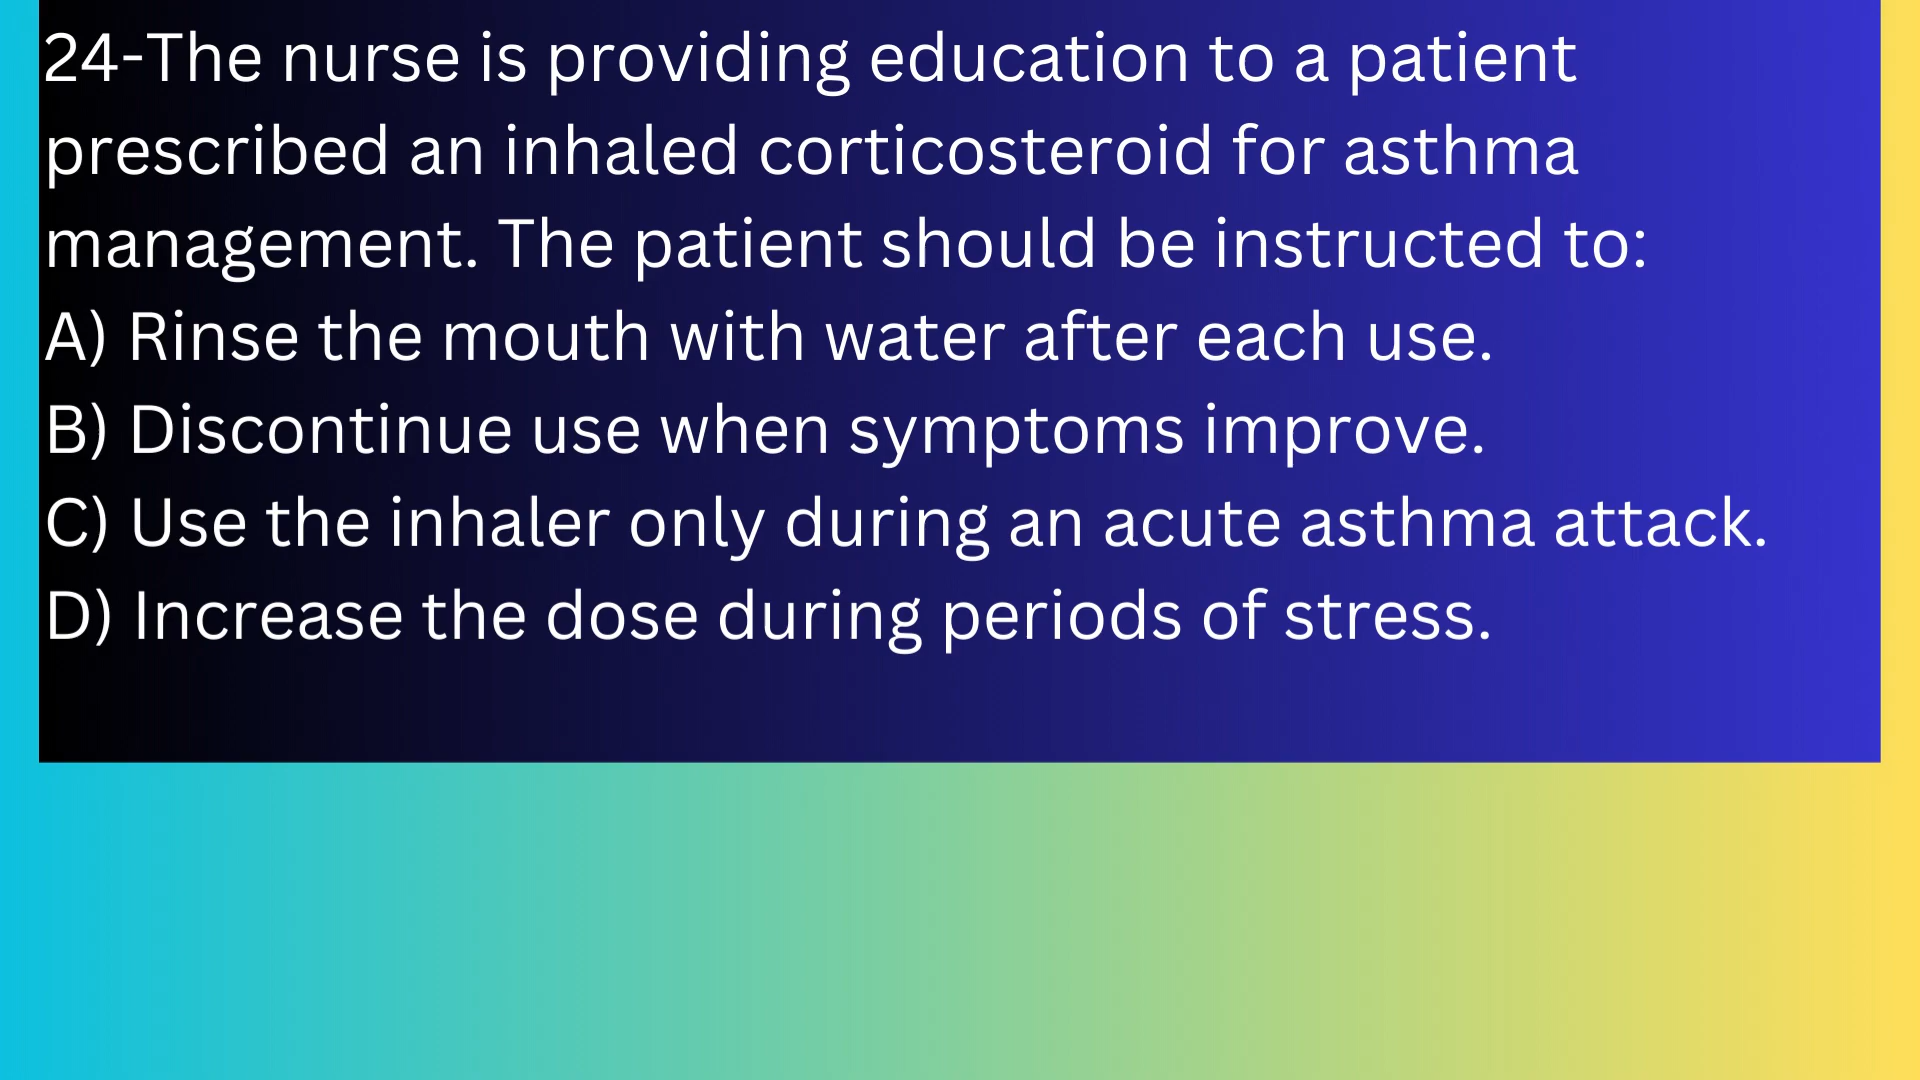 24-The nurse is providing education to a patient
prescribed an inhaled corticosteroid for asthma
management. The patient should be instructed to:
A) Rinse the mouth with water after each use.
B) Discontinue use when symptoms improve.
C) Use the inhaler only during an acute asthma attack.
D) Increase the dose during periods of stress.